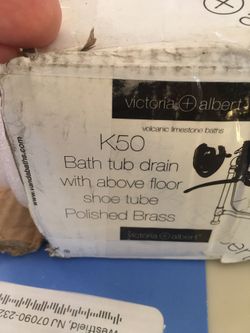 victoria + albert
volcanic limestone baths
www.vandabaths.com
K50
Bath tub drain
with above floor
shoe tube
Polished Brass
victoria + albert
Westfield, NJ 07090-232